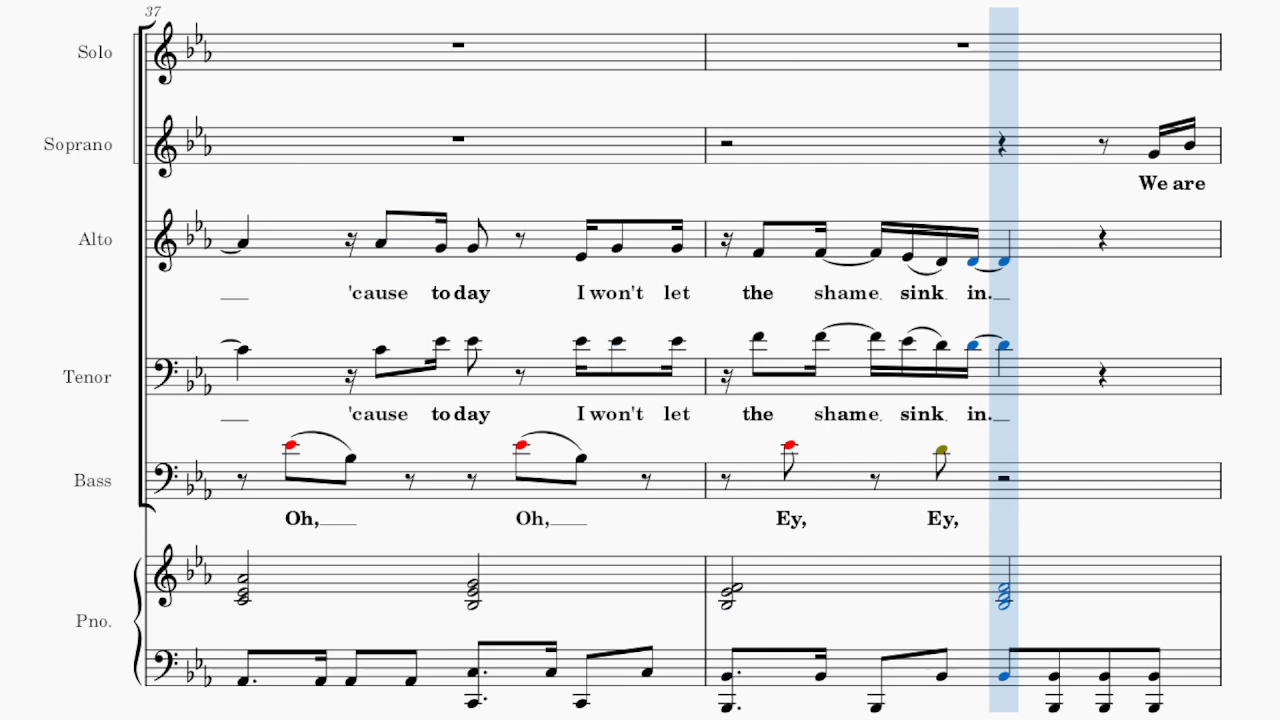 37
Solo
Soprano
We are
Alto
'cause today I won't let the shame. sink. in.
Tenor
'cause today I won't let the shame. sink. in.
Bass
Oh, Oh, Ey, Ey,
Pno.